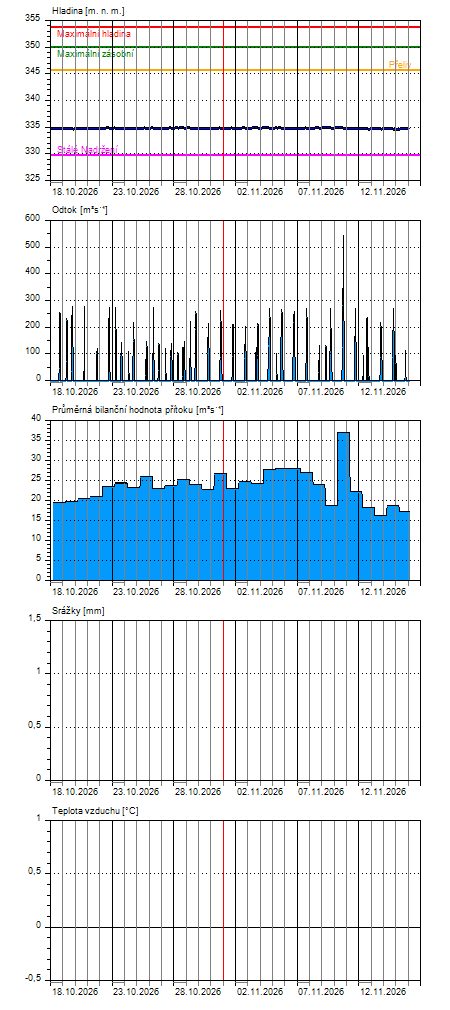 Hladina [m. n. m.]
355
Maximální hladina
350
Maximální zásobní
Přeliv
345
340
335
330
Stálé Nadržení
325
18.10.2026 23.10.2026 28.10.2026 02.11.2026 07.11.2026 12.11.2026
Odtok [m³s⁻¹]
600
500
400
300
200
100
0
18.10.2026 23.10.2026 28.10.2026 02.11.2026 07.11.2026 12.11.2026
Průměrná bilanční hodnota přítoku [m³s⁻¹]
40
35
30
25
20
15
10
5
0
18.10.2026 23.10.2026 28.10.2026 02.11.2026 07.11.2026 12.11.2026
Srážky [mm]
1,5
1
0,5
0
18.10.2026 23.10.2026 28.10.2026 02.11.2026 07.11.2026 12.11.2026
Teplota vzduchu [°C]
1
0,5
0
-0,5
18.10.2026 23.10.2026 28.10.2026 02.11.2026 07.11.2026 12.11.2026